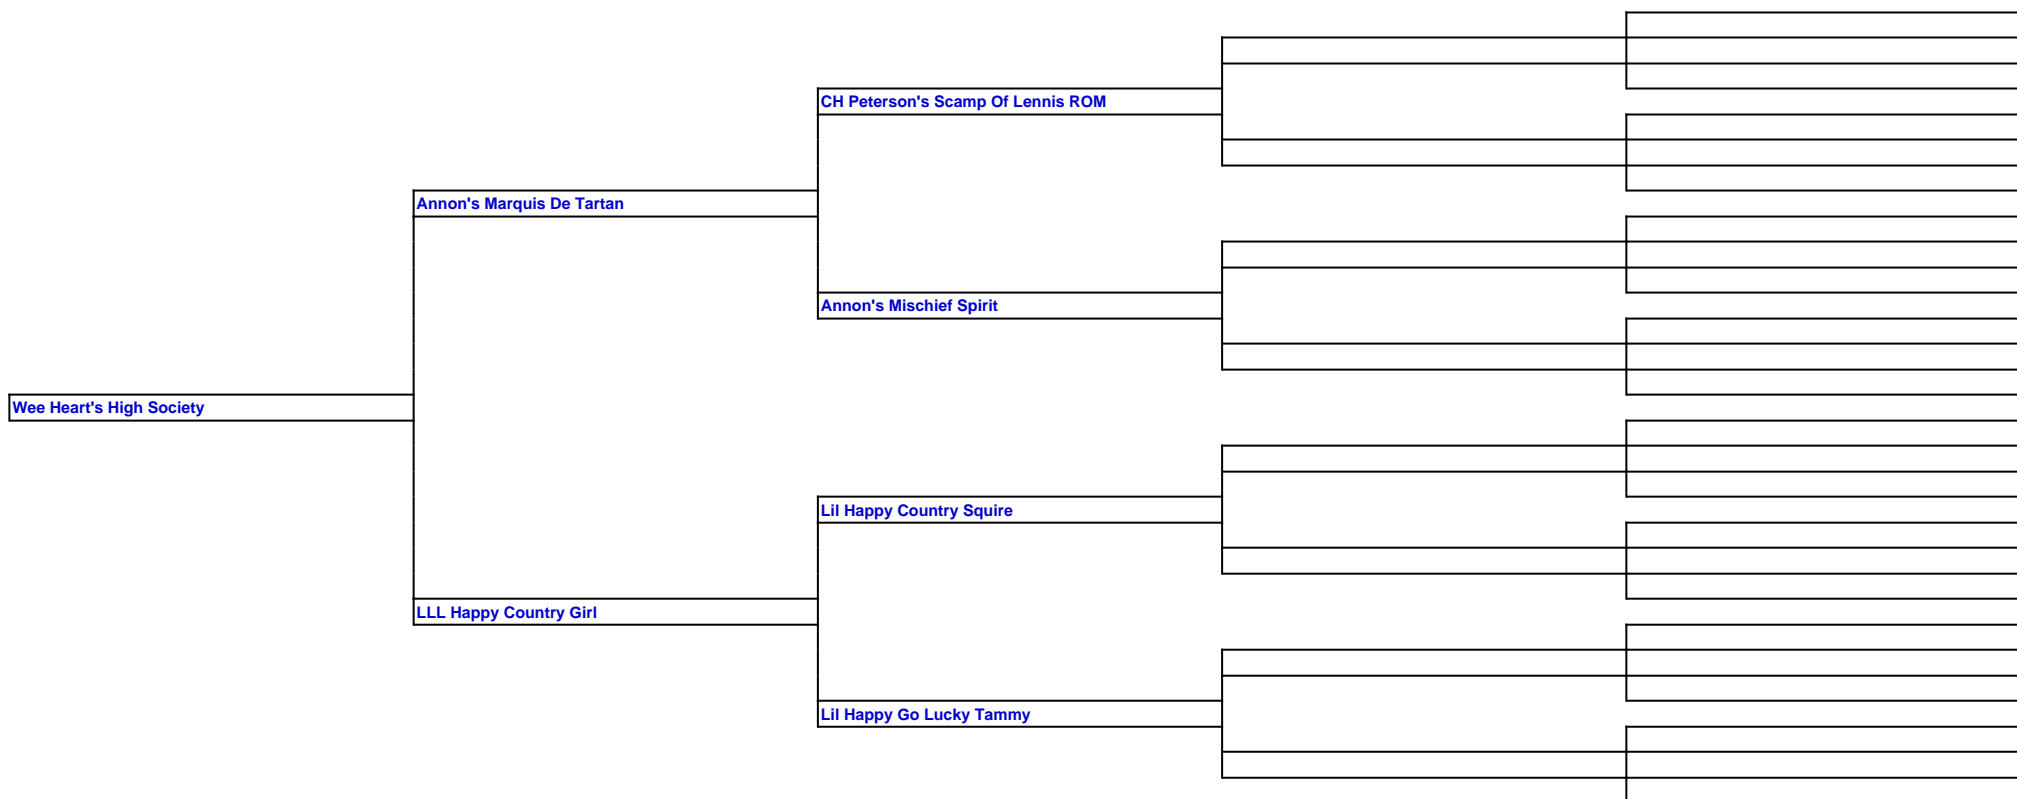 CH Peterson's Scamp Of Lennis ROM
Annon's Marquis De Tartan
Annon's Mischief Spirit
Wee Heart's High Society
Lil Happy Country Squire
LLL Happy Country Girl
Lil Happy Go Lucky Tammy